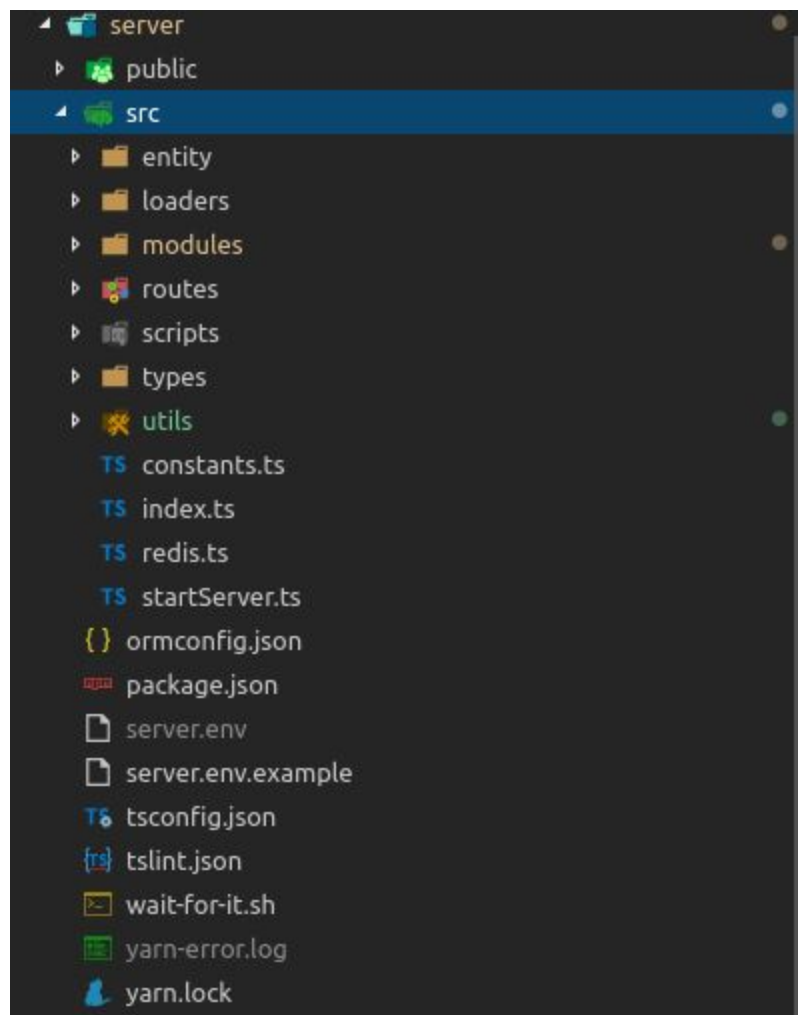 server
public
src
entity
loaders
modules
routes
scripts
types
utils
TS constants.ts
TS index.ts
TS redis.ts
TS startServer.ts
{ } ormconfig.json
package.json
server.env
server.env.example
TS tsconfig.json
{TS} tslint.json
wait-for-it.sh
yarn-error.log
yarn.lock